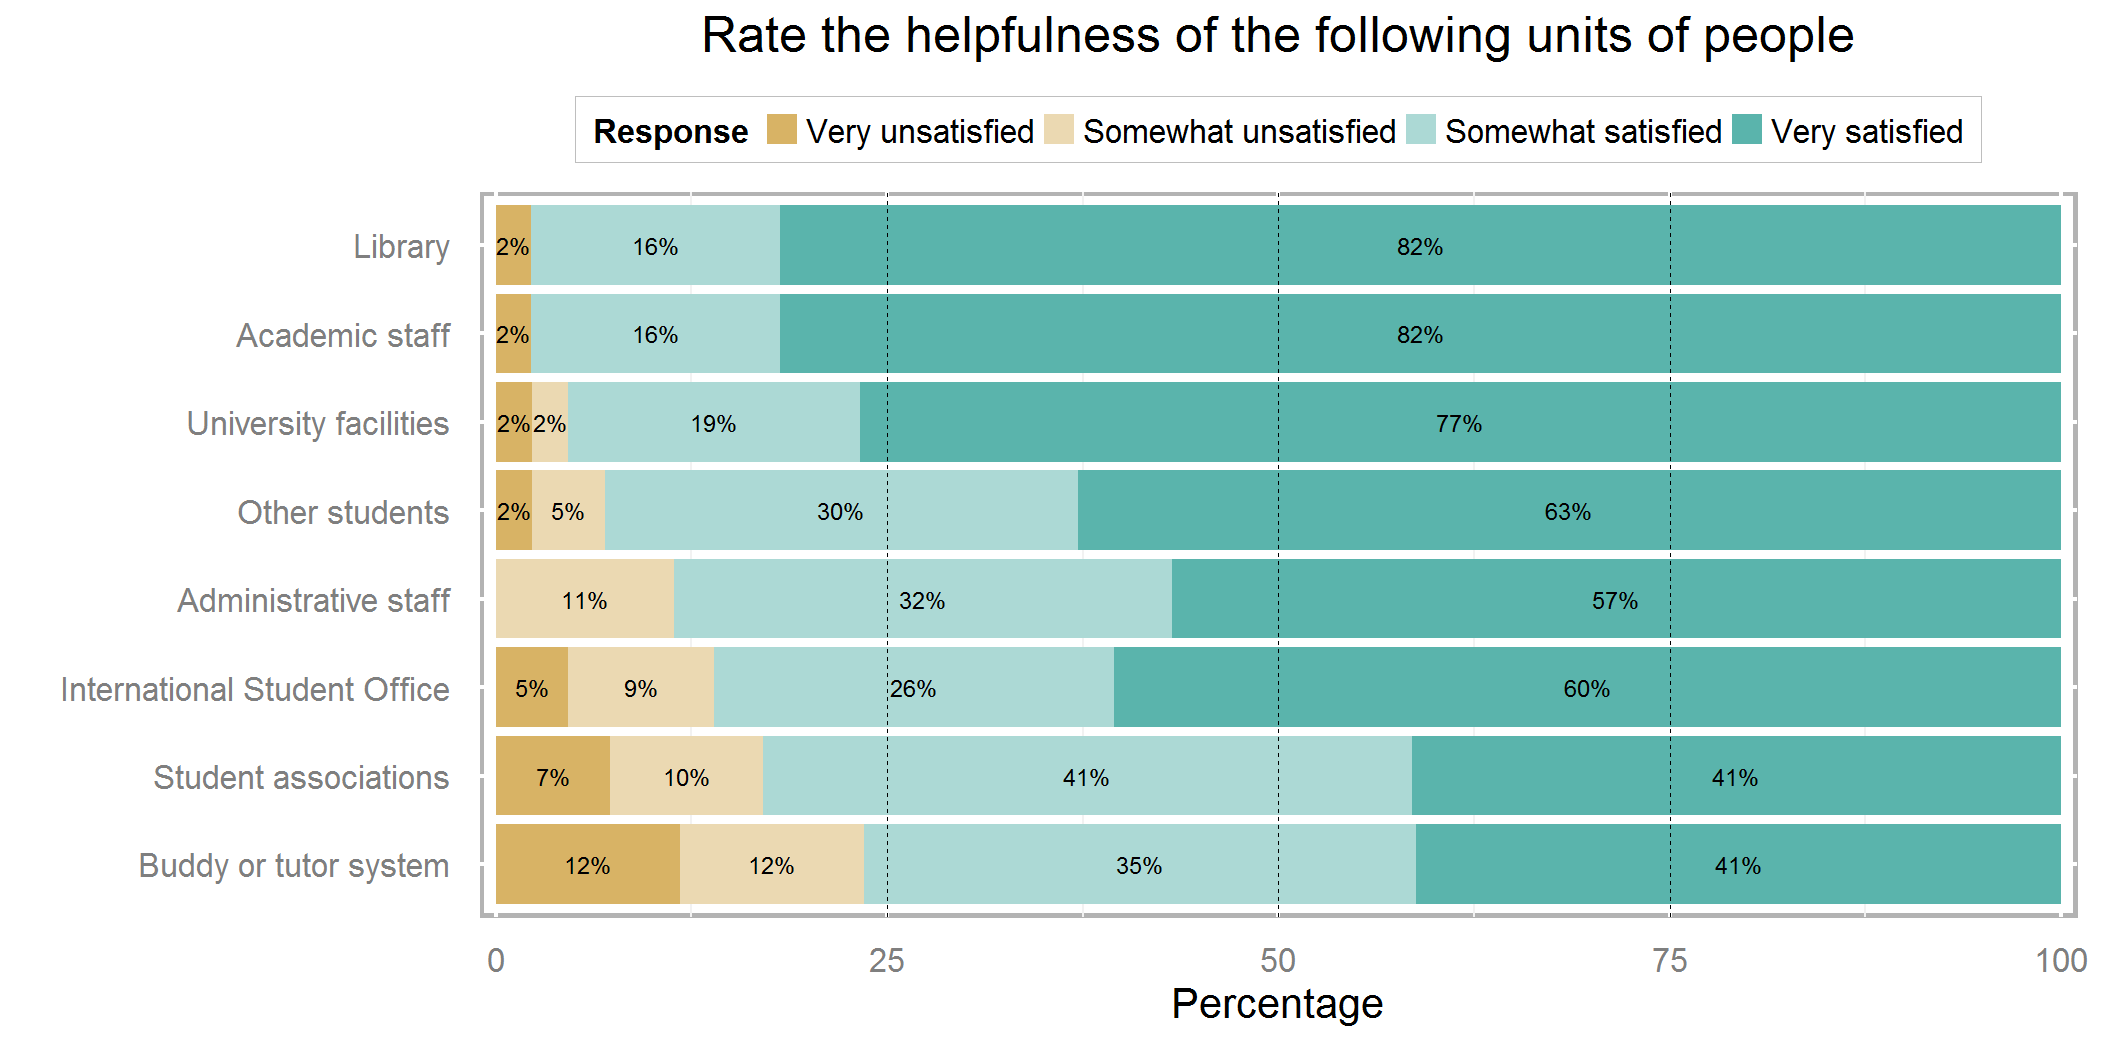 Rate the helpfulness of the following units of people
Response Very unsatisfied Somewhat unsatisfied Somewhat satisfied Very satisfied
Library 2% 16% 82%
Academic staff 2% 16% 82%
University facilities 2% 2% 19% 77%
Other students 2% 5% 30% 63%
Administrative staff 11% 32% 57%
International Student Office 5% 9% 26% 60%
Student associations 7% 10% 41% 41%
Buddy or tutor system 12% 12% 35% 41%
0 25 50 75 100
Percentage